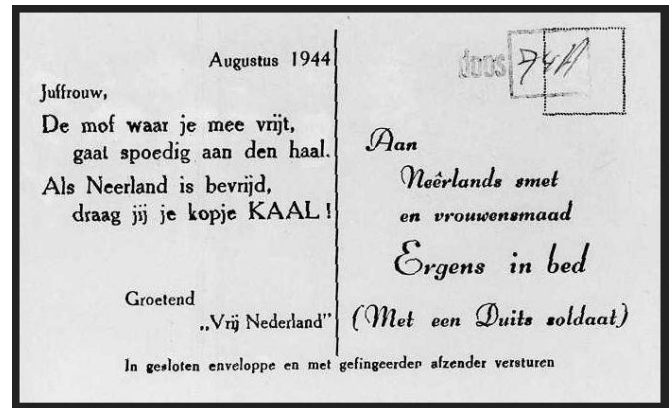 Augustus 1944
Juffrouw,
De mof waar je mee vrijt,
gaat spoedig aan den haal.
Als Neerland is bevrijd,
draag jij je kopje KAAL !
Groetend
„Vrij Nederland”
doos 74A
Aan
Neêrlands smet
en vrouwensmaad
Ergens in bed
(Met een Duits soldaat)
In gesloten enveloppe en met gefingeerden afzender versturen